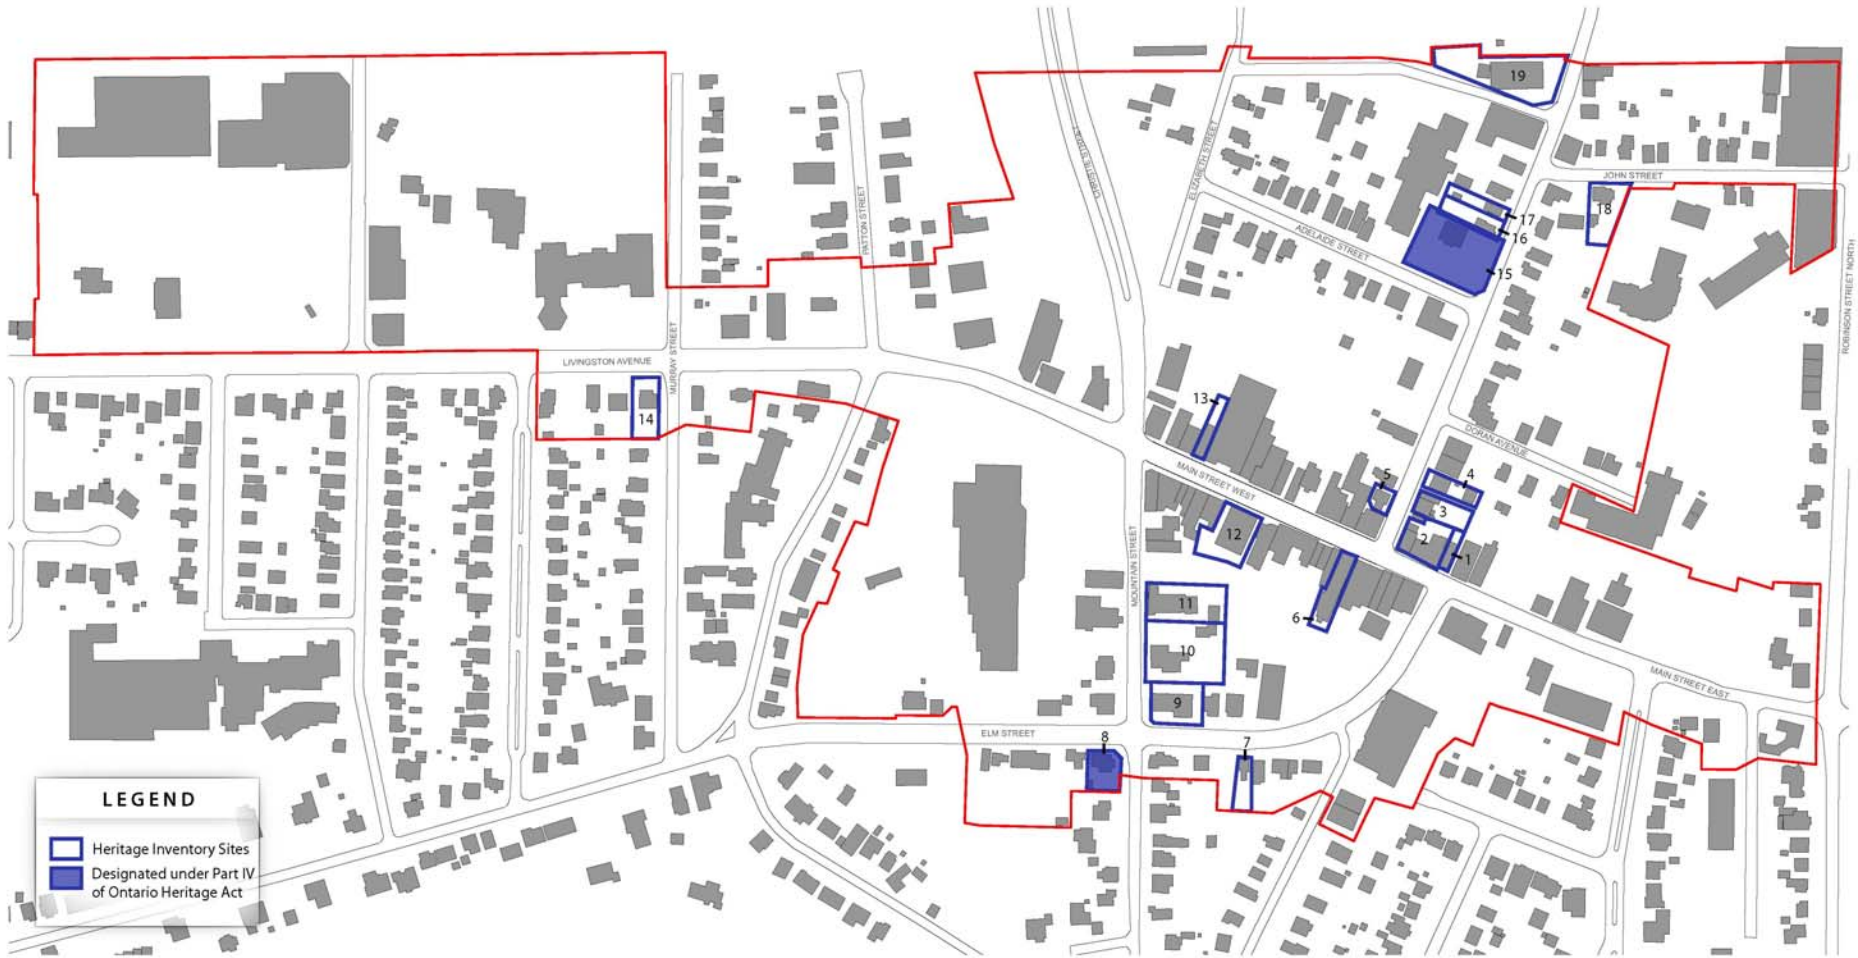 19
JOHN STREET
CHRISTIE STREET
ELIZABETH STREET
17
18
16
PATTON STREET
ADELAIDE STREET
15
ROBINSON STREET NORTH
MURRAY STREET
LIVINGSTON AVENUE
13
14
DORAN AVENUE
MAIN STREET WEST
5
4
3
12
2
1
MOUNTAIN STREET
11
6
10
MAIN STREET EAST
9
ELM STREET
8
7
LEGEND
Heritage Inventory Sites
Designated under Part IV
of Ontario Heritage Act